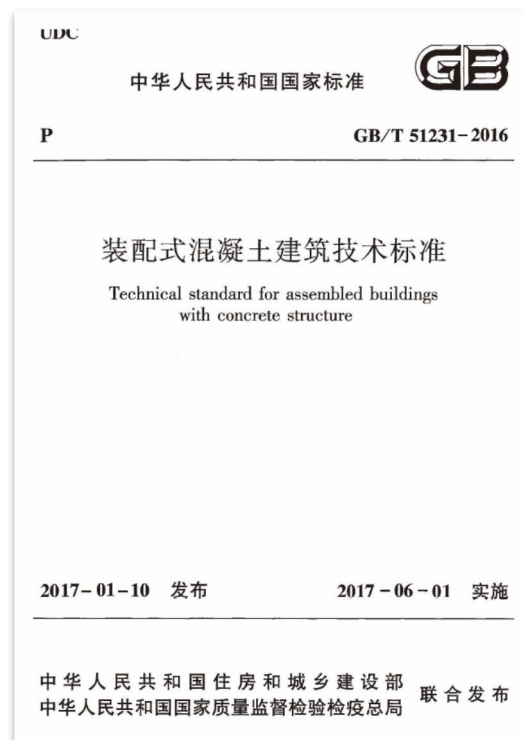 UDC
中华人民共和国国家标准
GB
P
GB/T 51231-2016
装配式混凝土建筑技术标准
Technical standard for assembled buildings
with concrete structure
2017-01-10 发布
2017-06-01 实施
中华人民共和国住房和城乡建设部
中华人民共和国国家质量监督检验检疫总局
联合发布